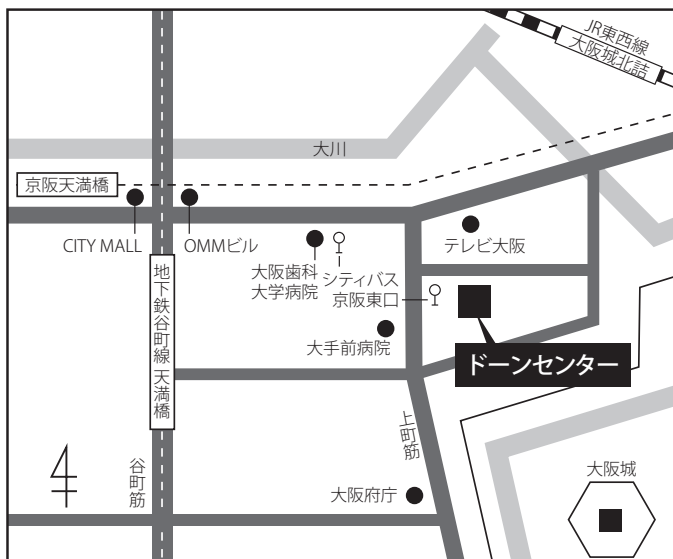 JR東西線
大阪城北詰
大川
京阪天満橋
CITY MALL
OMMビル
テレビ大阪
大阪歯科
大学病院
シティバス
京阪東口
地下鉄谷町線 天満橋
大手前病院
ドーンセンター
上町筋
谷町筋
大阪府庁
大阪城